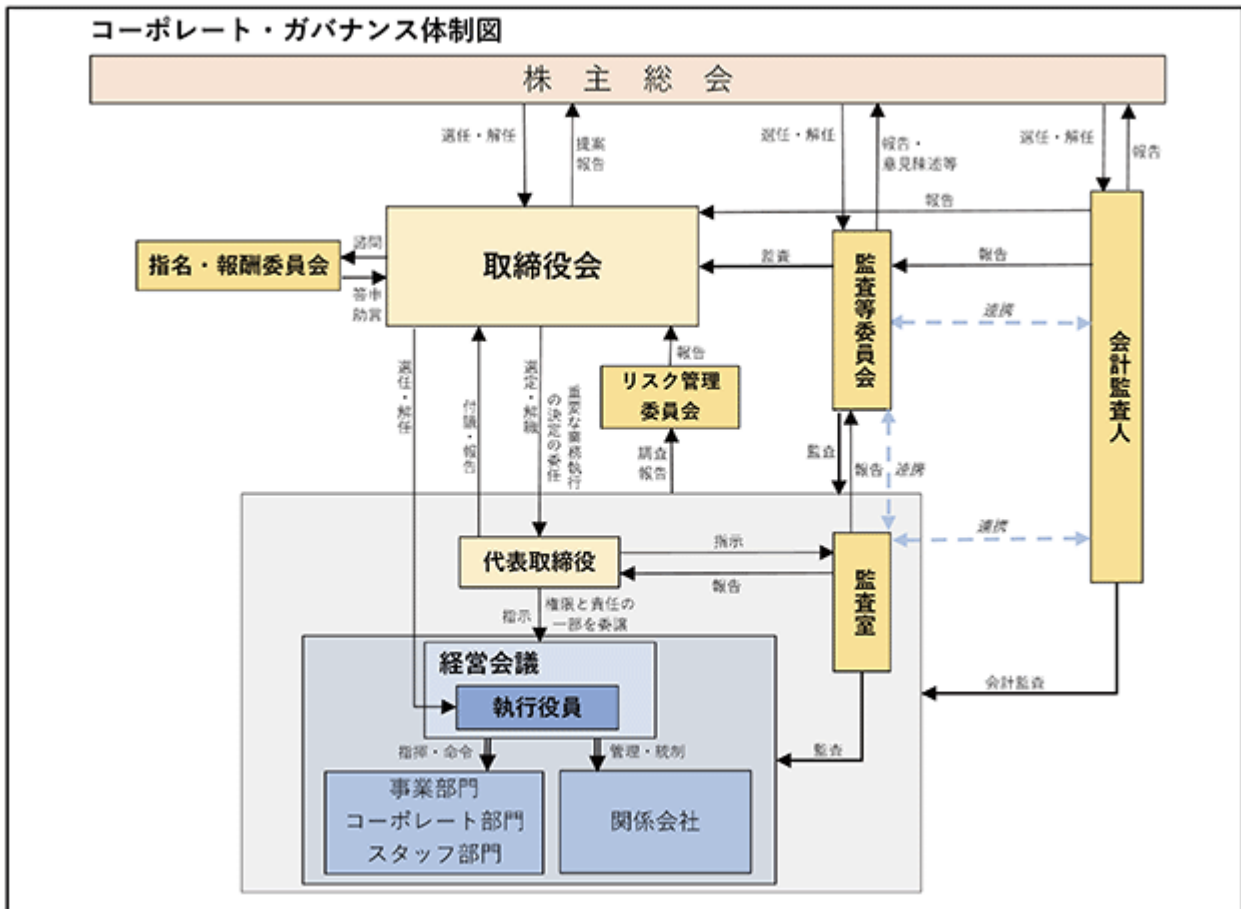 コーポレート・ガバナンス体制図
株主総会
選任・解任
提案
報告
選任・解任
報告・
意見陳述等
選任・解任
報告
報告
取締役会
諮問
指名・報酬委員会
答申
助言
監査
監査等委員会
報告
連携
会計監査人
選任・解任
付議・報告
選定・解職
重要な業務執行
の決定の委任
報告
リスク管理
委員会
調査
報告
監査
報告
連携
連携
代表取締役
指示
報告
監査室
指示
権限と責任の
一部を委譲
経営会議
執行役員
会計監査
指揮・命令
管理・統制
監査
事業部門
コーポレート部門
スタッフ部門
関係会社